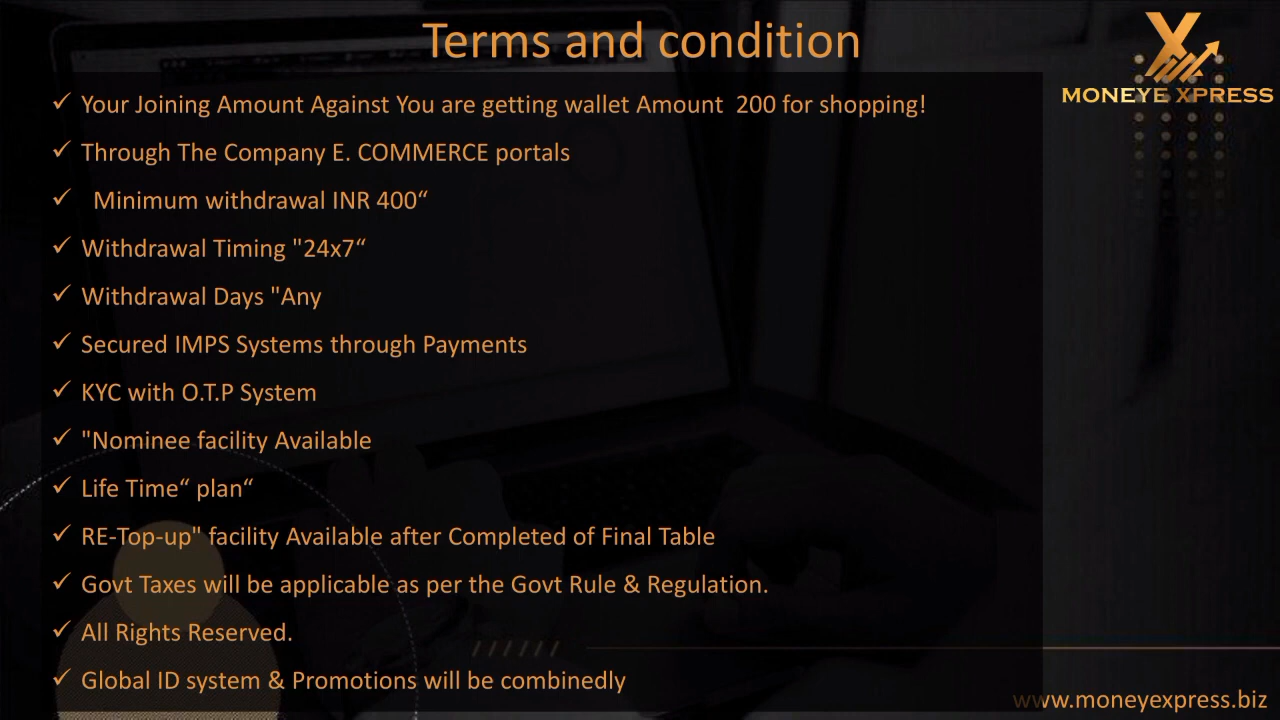 Terms and condition
MONEYE XPRESS
✓ Your Joining Amount Against You are getting wallet Amount  200 for shopping!
✓ Through The Company E. COMMERCE portals
✓ Minimum withdrawal INR 400“
✓ Withdrawal Timing "24x7“
✓ Withdrawal Days "Any
✓ Secured IMPS Systems through Payments
✓ KYC with O.T.P System
✓ "Nominee facility Available
✓ Life Time“ plan“
✓ RE-Top-up" facility Available after Completed of Final Table
✓ Govt Taxes will be applicable as per the Govt Rule & Regulation.
✓ All Rights Reserved.
✓ Global ID system & Promotions will be combinedly
www.moneyexpress.biz